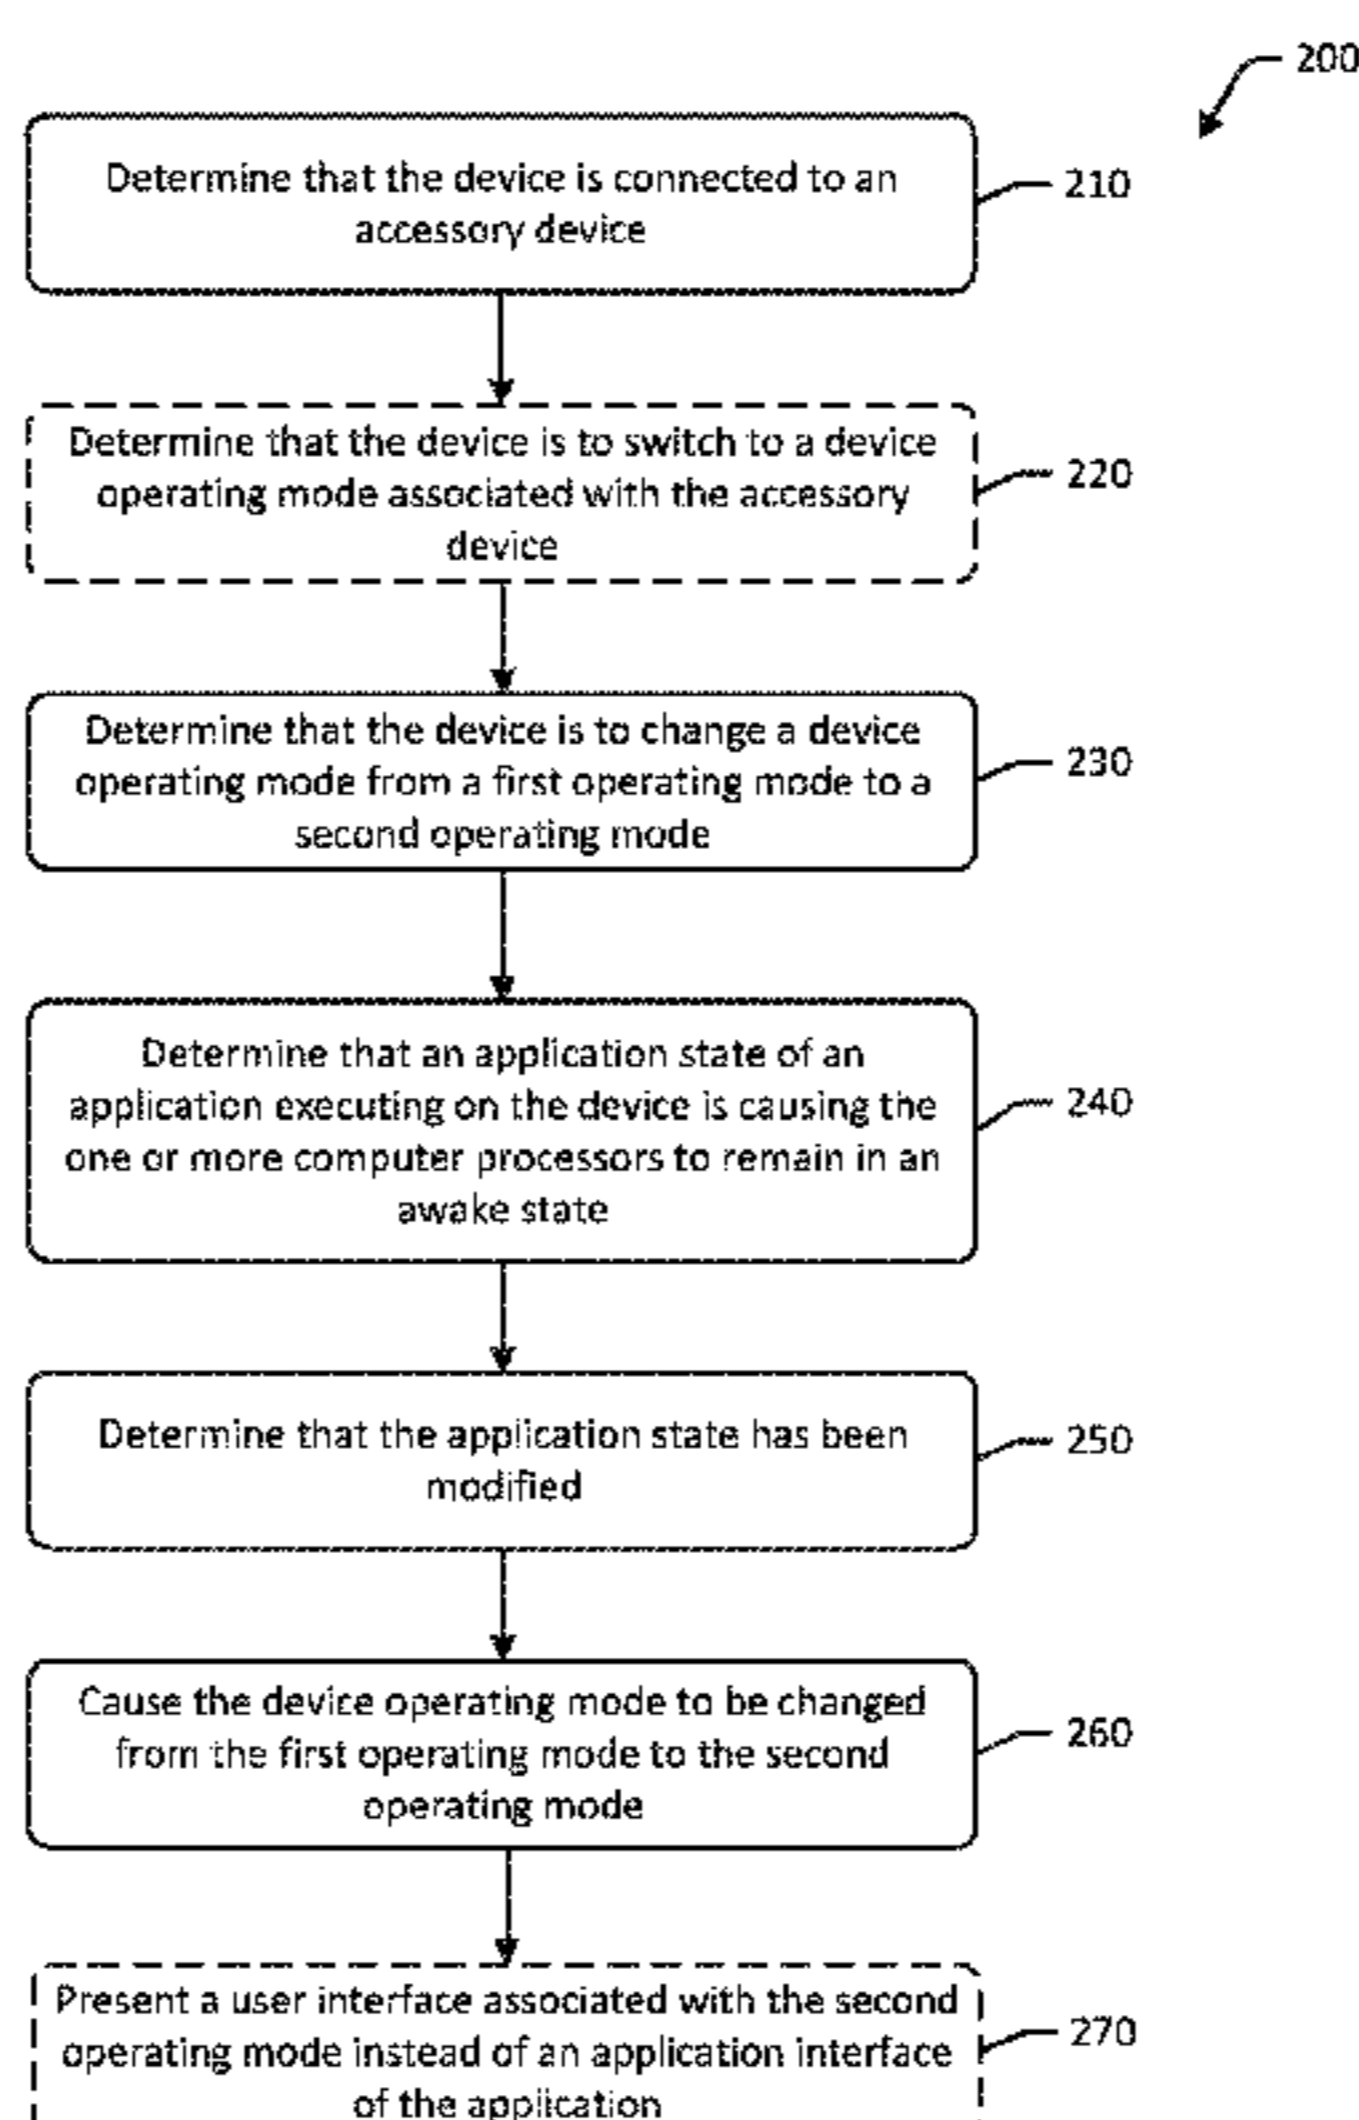 200
Determine that the device is connected to an
accessory device
210
Determine that the device is to switch to a device
operating mode associated with the accessory
device
220
Determine that the device is to change a device
operating mode from a first operating mode to a
second operating mode
230
Determine that an application state of an
application executing on the device is causing the
one or more computer processors to remain in an
awake state
240
Determine that the application state has been
modified
250
Cause the device operating mode to be changed
from the first operating mode to the second
operating mode
260
Present a user interface associated with the second
operating mode instead of an application interface
of the application
270